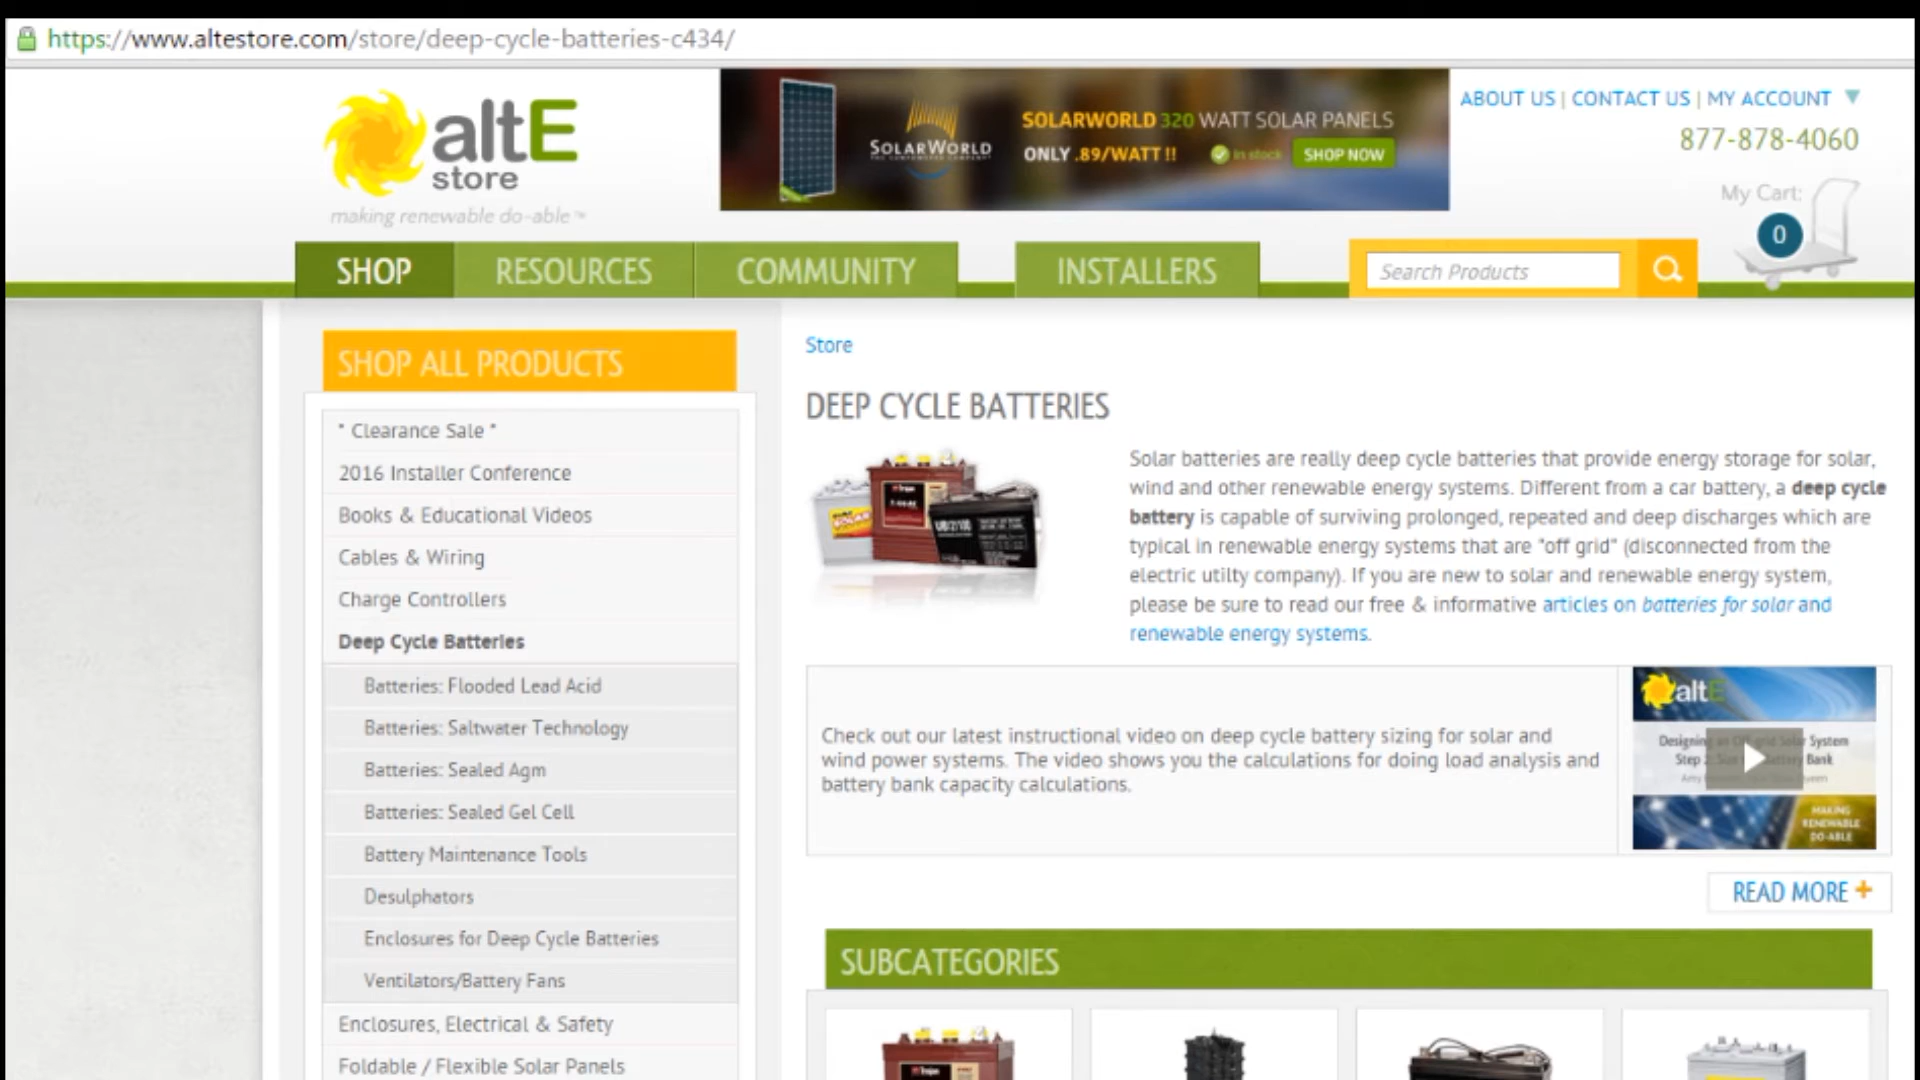 https://www.altestore.com/store/deep-cycle-batteries-c434/
altE
store
making renewable do-able™
SOLARWORLD
SOLARWORLD 320 WATT SOLAR PANELS
ONLY .89/WATT !!
in stock
SHOP NOW
ABOUT US | CONTACT US | MY ACCOUNT
877-878-4060
My Cart:
0
SHOP
RESOURCES
COMMUNITY
INSTALLERS
Search Products
SHOP ALL PRODUCTS
* Clearance Sale *
2016 Installer Conference
Books & Educational Videos
Cables & Wiring
Charge Controllers
Deep Cycle Batteries
Batteries: Flooded Lead Acid
Batteries: Saltwater Technology
Batteries: Sealed Agm
Batteries: Sealed Gel Cell
Battery Maintenance Tools
Desulphators
Enclosures for Deep Cycle Batteries
Ventilators/Battery Fans
Enclosures, Electrical & Safety
Foldable / Flexible Solar Panels
Store
DEEP CYCLE BATTERIES
Solar batteries are really deep cycle batteries that provide energy storage for solar,
wind and other renewable energy systems. Different from a car battery, a deep cycle
battery is capable of surviving prolonged, repeated and deep discharges which are
typical in renewable energy systems that are "off grid" (disconnected from the
electric utilty company). If you are new to solar and renewable energy system,
please be sure to read our free & informative articles on batteries for solar and
renewable energy systems.
Check out our latest instructional video on deep cycle battery sizing for solar and
wind power systems. The video shows you the calculations for doing load analysis and
battery bank capacity calculations.
altE
Designing an Off-grid Solar System
Step 2: Battery Bank
MAKING
RENEWABLE
DO-ABLE
READ MORE +
SUBCATEGORIES